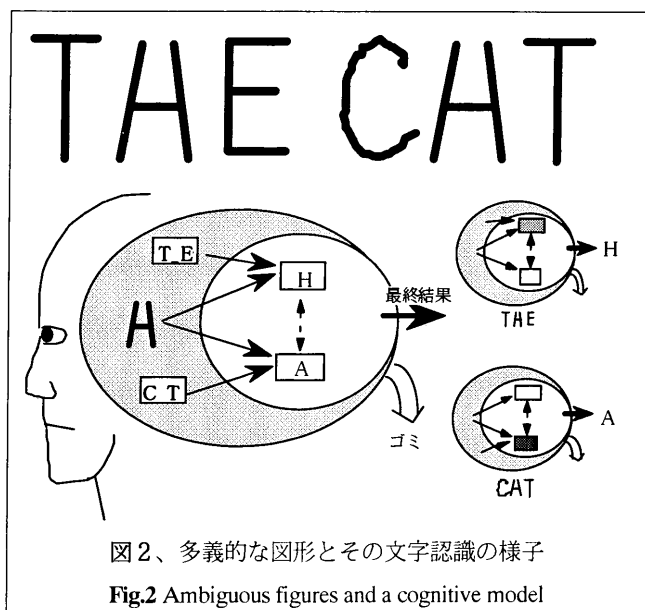 THE CAT
T_E
H
H
最終結果
A
C T
ゴミ
H
THE
A
CAT
図2、多義的な図形とその文字認識の様子
Fig.2 Ambiguous figures and a cognitive model